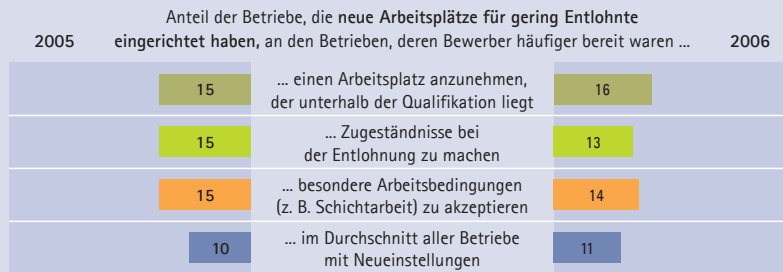 Anteil der Betriebe, die neue Arbeitsplätze für gering Entlohnte
2005 eingerichtet haben, an den Betrieben, deren Bewerber häufiger bereit waren ... 2006
... einen Arbeitsplatz anzunehmen,
15 16
der unterhalb der Qualifikation liegt
... Zugeständnisse bei
15 13
der Entlohnung zu machen
... besondere Arbeitsbedingungen
15 14
(z. B. Schichtarbeit) zu akzeptieren
... im Durchschnitt aller Betriebe
10 11
mit Neueinstellungen